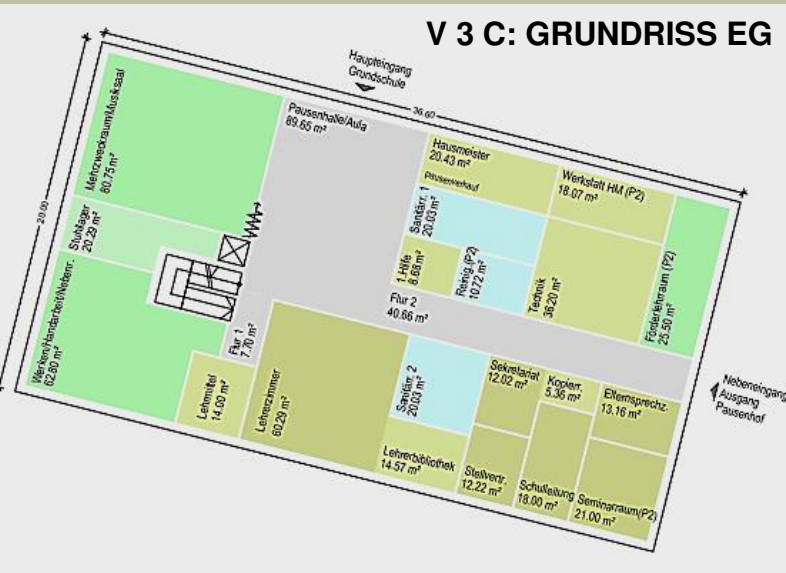 V 3 C: GRUNDRISS EG
Haupteingang
Grundschule
36.60
20.00
Mehrzweckraum/Musiksaal
80.75 m²
Pausenhalle/Aula
89.65 m²
Hausmeister
20.43 m²
Pausenverkauf
Werkstatt HM (P2)
18.07 m²
Stuhllager
20.29 m²
Sanitärr. 1
20.03 m²
1.Hilfe
8.68 m²
Reinig.(P2)
10.72 m²
Technik
36.20 m²
Förderlehrraum (P2)
25.50 m²
Werken/Handarbeit/Nebenr.
62.80 m²
Flur 1
7.70 m²
Flur 2
40.66 m²
Lehrmittel
14.00 m²
Lehrerzimmer
60.29 m²
Sanitärr. 2
20.03 m²
Sekretariat
12.02 m²
Kopierr.
5.36 m²
Elternsprechz.
13.16 m²
Nebeneingang
Ausgang
Pausenhof
Lehrerbibliothek
14.57 m²
Stellvertr.
12.22 m²
Schulleitung
18.00 m²
Seminarraum(P2)
21.00 m²